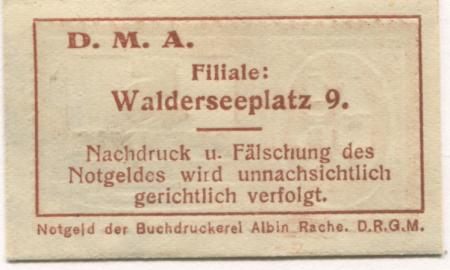 D. M. A.
Filiale:
Walderseeplatz 9.
Nachdruck u. Fälschung des
Notgeldes wird unnachsichtlich
gerichtlich verfolgt.
Notgeld der Buchdruckerei Albin Rache. D.R.G.M.